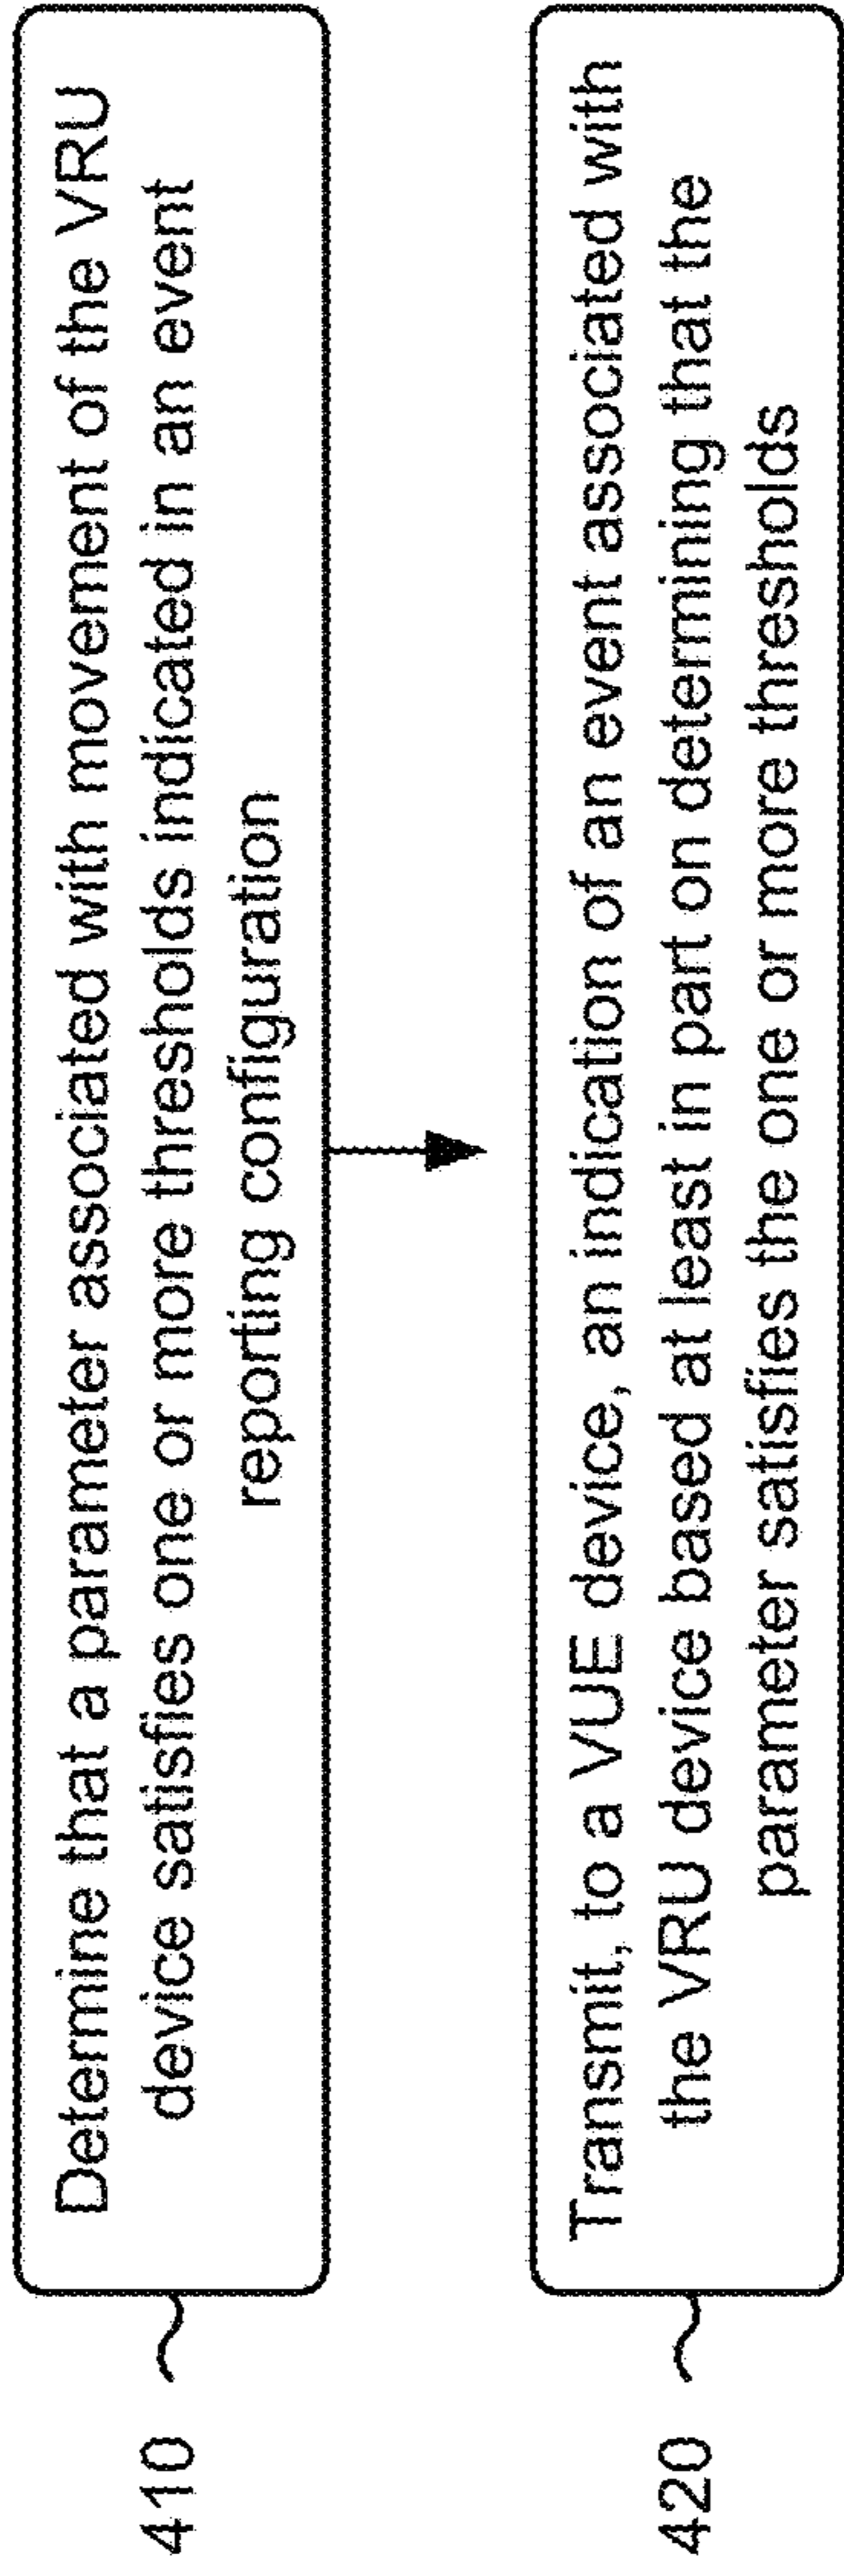 410
Determine that a parameter associated with movement of the VRU
device satisfies one or more thresholds indicated in an event
reporting configuration
420
Transmit, to a VUE device, an indication of an event associated with
the VRU device based at least in part on determining that the
parameter satisfies the one or more thresholds